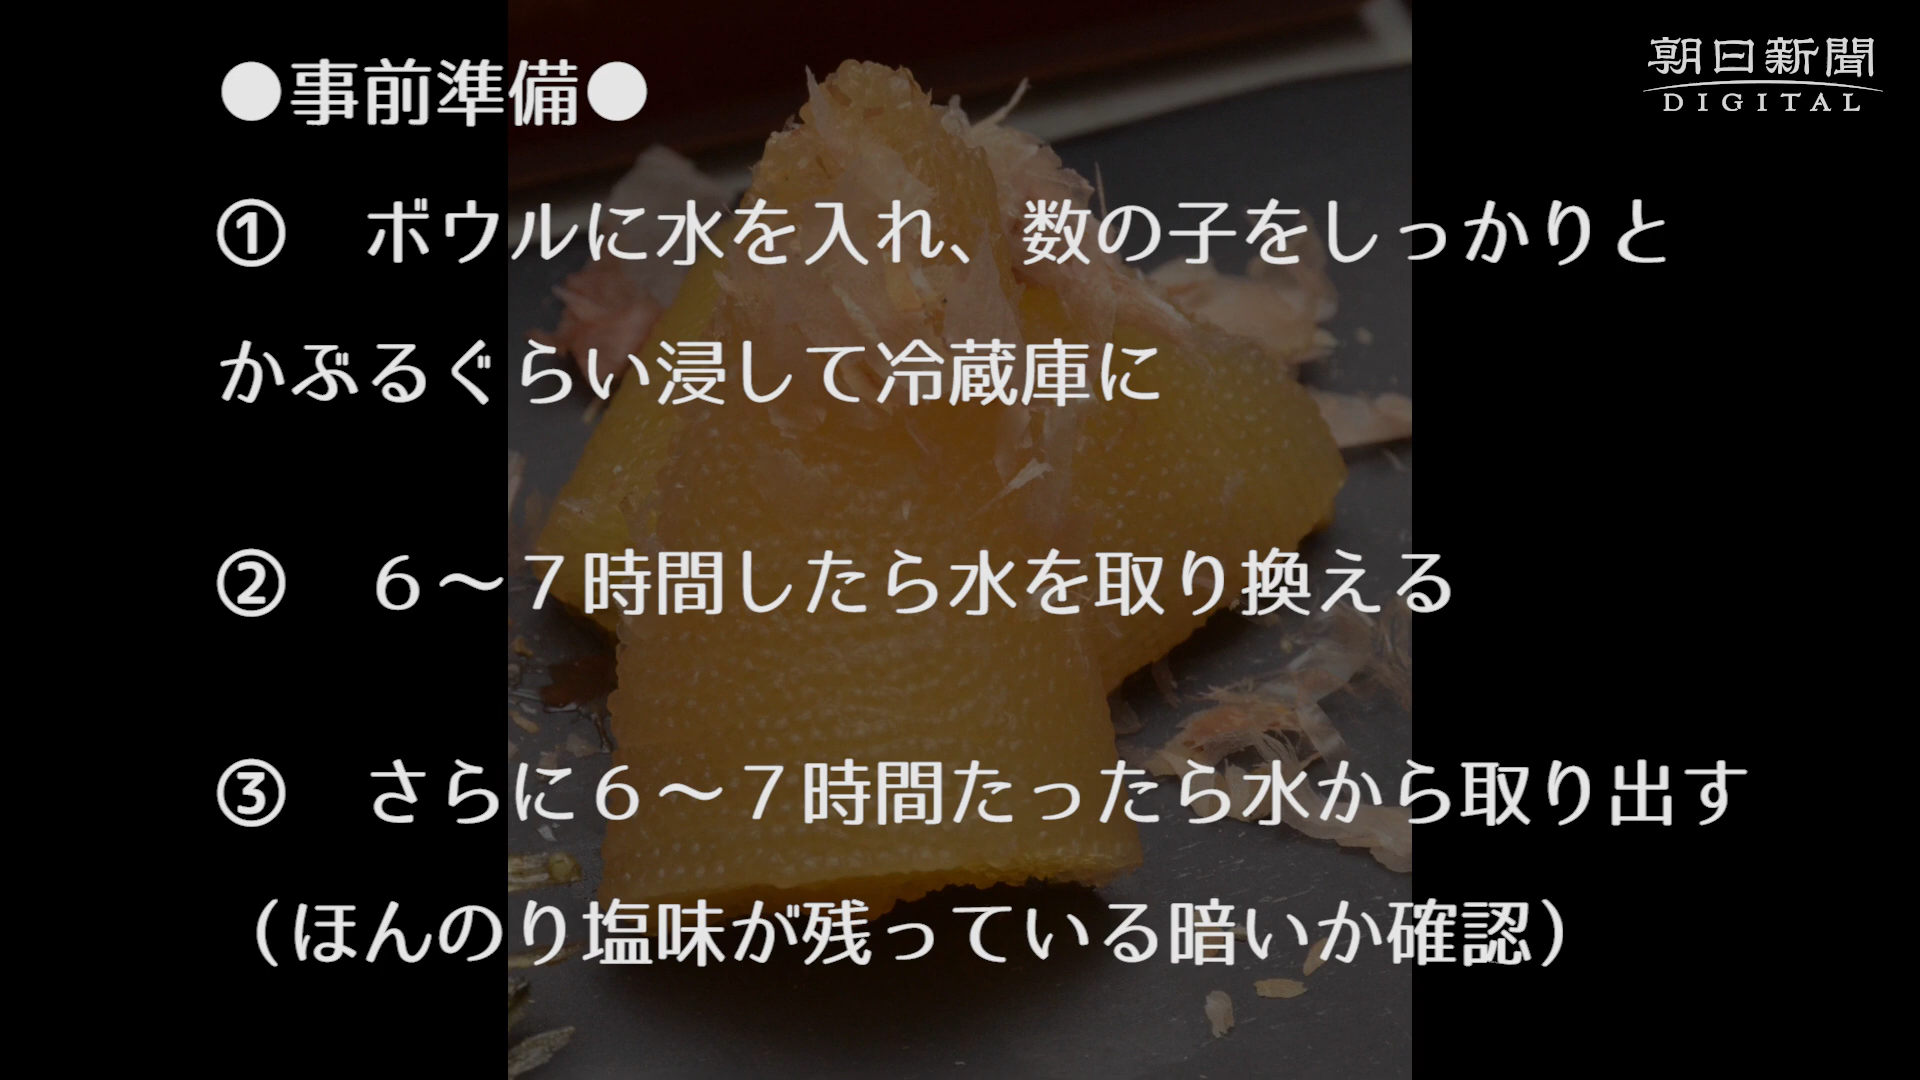 ●事前準備●
朝日新聞
DIGITAL
①　ボウルに水を入れ、数の子をしっかりと
かぶるぐらい浸して冷蔵庫に
②　６〜７時間したら水を取り換える
③　さらに６〜７時間たったら水から取り出す
（ほんのり塩味が残っている暗いか確認）